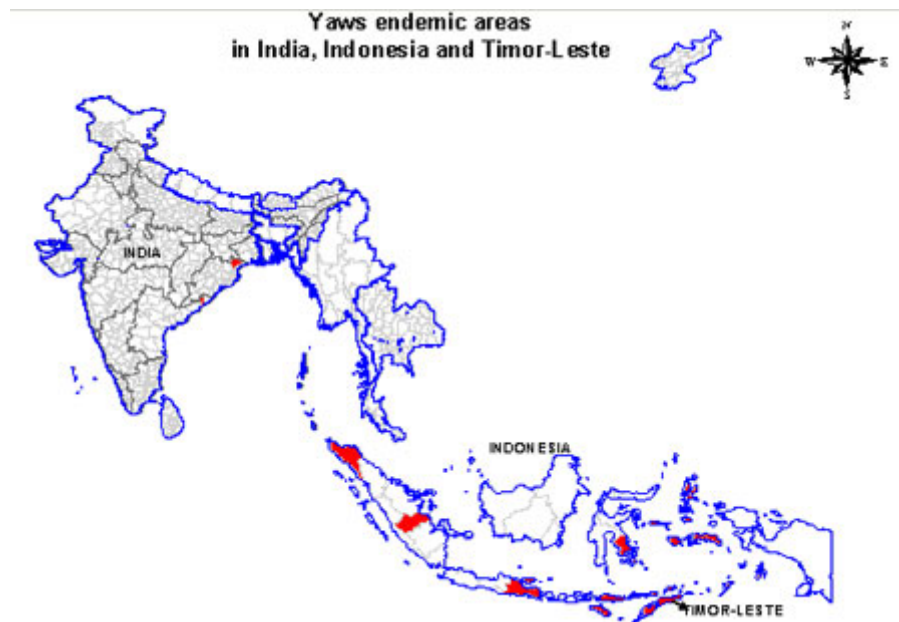 Yaws endemic areas
in India, Indonesia and Timor-Leste
N
W E
S
INDIA
INDONESIA
TIMOR-LESTE